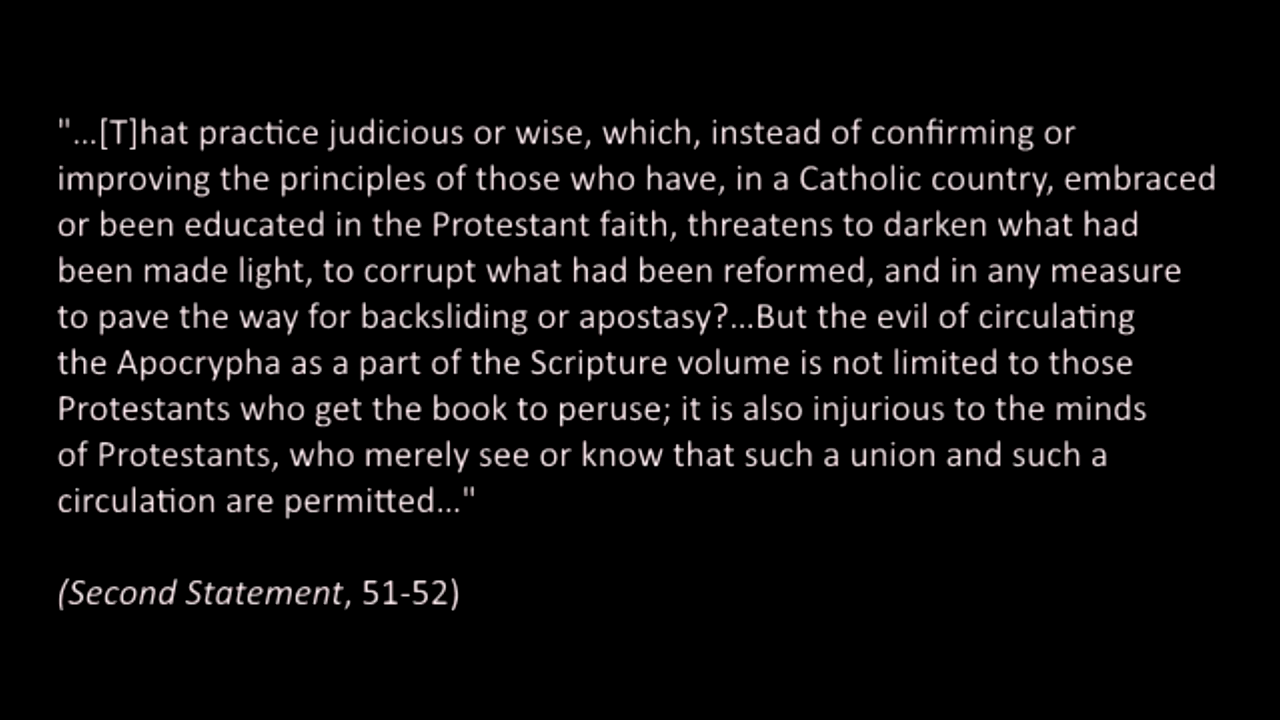 "...[T]hat practice judicious or wise, which, instead of confirming or
improving the principles of those who have, in a Catholic country, embraced
or been educated in the Protestant faith, threatens to darken what had
been made light, to corrupt what had been reformed, and in any measure
to pave the way for backsliding or apostasy?...But the evil of circulating
the Apocrypha as a part of the Scripture volume is not limited to those
Protestants who get the book to peruse; it is also injurious to the minds
of Protestants, who merely see or know that such a union and such a
circulation are permitted..."
(Second Statement, 51-52)